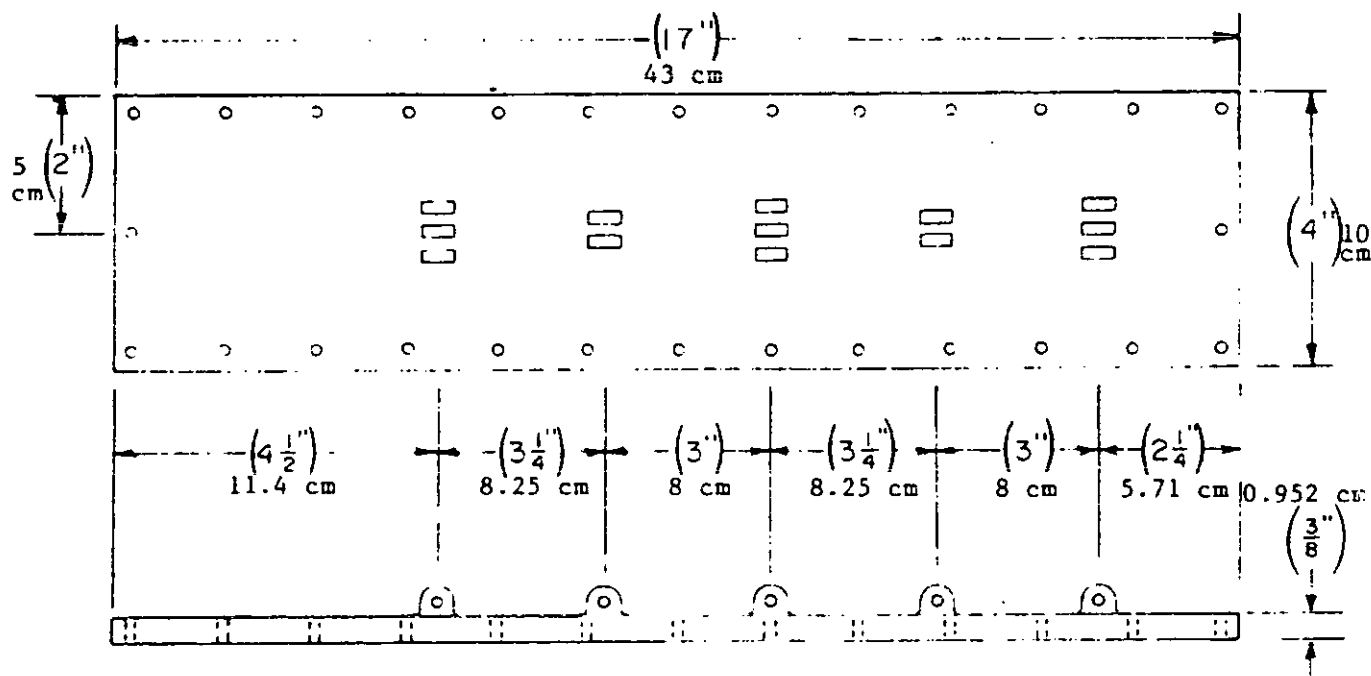 (17")
43 cm
5 (2")
cm
(4") 10
cm
(4 1/2") (3 1/4") (3") (3 1/4") (3") (2 1/4")
11.4 cm 8.25 cm 8 cm 8.25 cm 8 cm 5.71 cm 0.952 cm
(3/8")